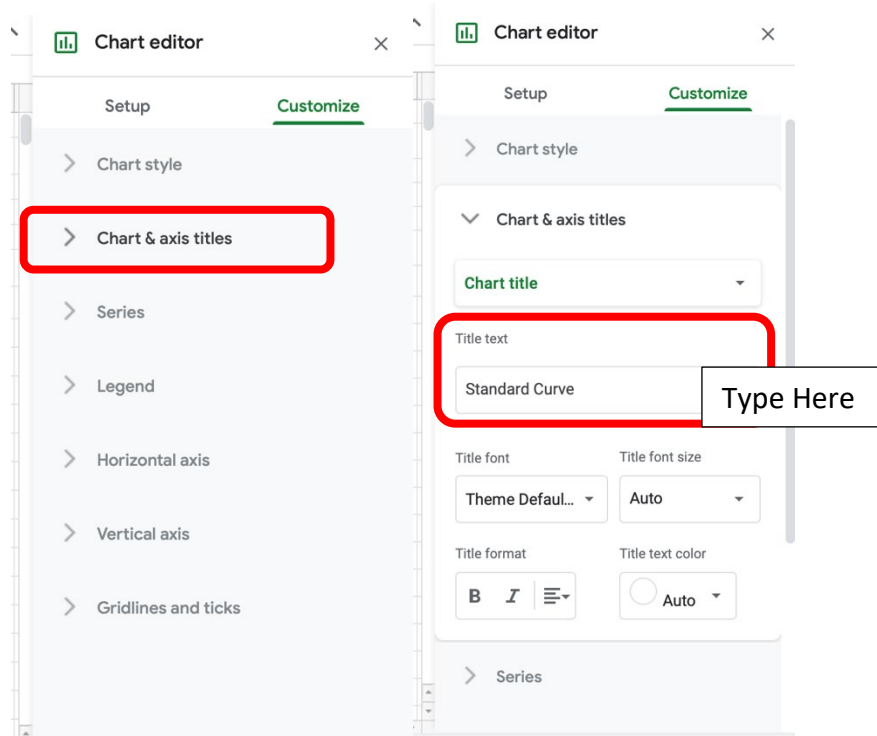 Chart editor
Setup Customize
Chart style
Chart & axis titles
Series
Legend
Horizontal axis
Vertical axis
Gridlines and ticks
Chart editor
Setup Customize
Chart style
Chart & axis titles
Chart title
Title text
Standard Curve
Type Here
Title font Title font size
Theme Defaul... Auto
Title format Title text color
B I Auto
Series